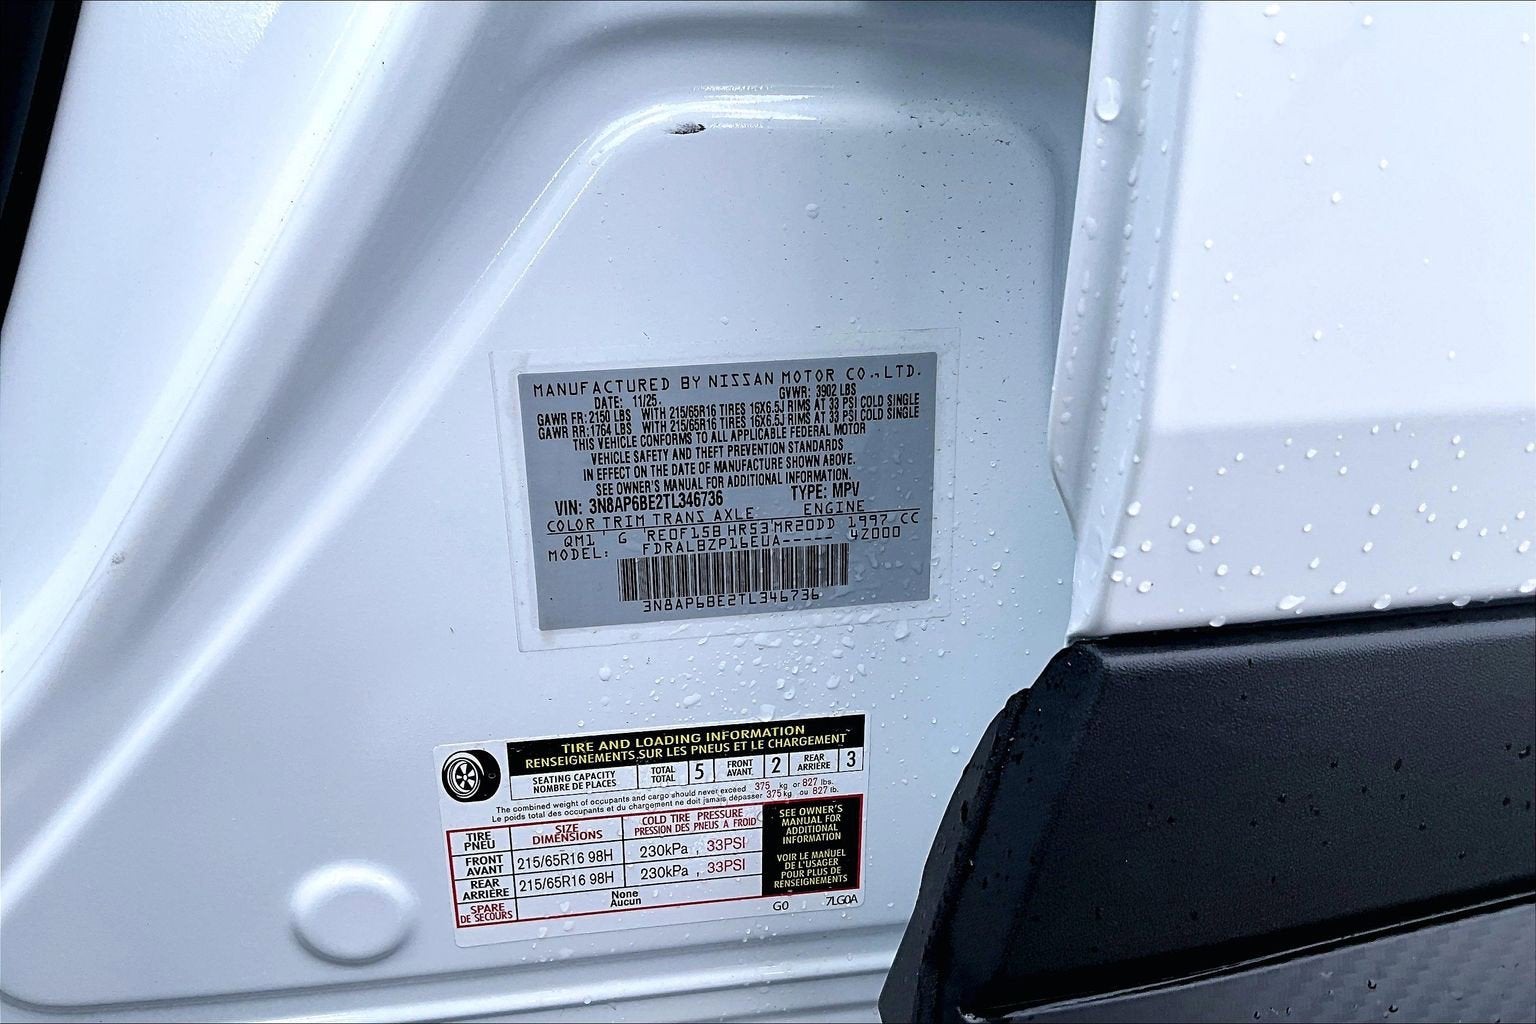 MANUFACTURED BY NISSAN MOTOR CO.,LTD.
DATE: 11/25. GVWR: 3902 LBS
GAWR FR: 2150 LBS WITH 215/65R16 TIRES 16X6.5J RIMS AT 33 PSI COLD SINGLE
GAWR RR: 1764 LBS WITH 215/65R16 TIRES 16X6.5J RIMS AT 33 PSI COLD SINGLE
THIS VEHICLE CONFORMS TO ALL APPLICABLE FEDERAL MOTOR
VEHICLE SAFETY AND THEFT PREVENTION STANDARDS
IN EFFECT ON THE DATE OF MANUFACTURE SHOWN ABOVE.
SEE OWNER'S MANUAL FOR ADDITIONAL INFORMATION.
VIN: 3N8AP6BE2TL346736 TYPE: MPV
COLOR TRIM TRANS AXLE ENGINE
QM1 G RE0F15B HR53 MR20DD 1997 CC
MODEL: FDRALBZP16EUA----- 4Z000
3N8AP6BE2TL346736
TIRE AND LOADING INFORMATION
RENSEIGNEMENTS SUR LES PNEUS ET LE CHARGEMENT
SEATING CAPACITY
NOMBRE DE PLACES
TOTAL
TOTAL
5
FRONT
AVANT.
2
REAR
ARRIÈRE
3
The combined weight of occupants and cargo should never exceed 375 kg or 827 lbs.
Le poids total des occupants et du chargement ne doit jamais dépasser 375 kg ou 827 lb.
TIRE
PNEU
SIZE
DIMENSIONS
COLD TIRE PRESSURE
PRESSION DES PNEUS A FROID
FRONT
AVANT
215/65R16 98H
230kPa , 33PSI
REAR
ARRIÈRE
215/65R16 98H
230kPa , 33PSI
SPARE
DE SECOURS
None
Aucun
SEE OWNER'S
MANUAL FOR
ADDITIONAL
INFORMATION
VOIR LE MANUEL
DE L'USAGER
POUR PLUS DE
RENSEIGNEMENTS
G0 7LG0A